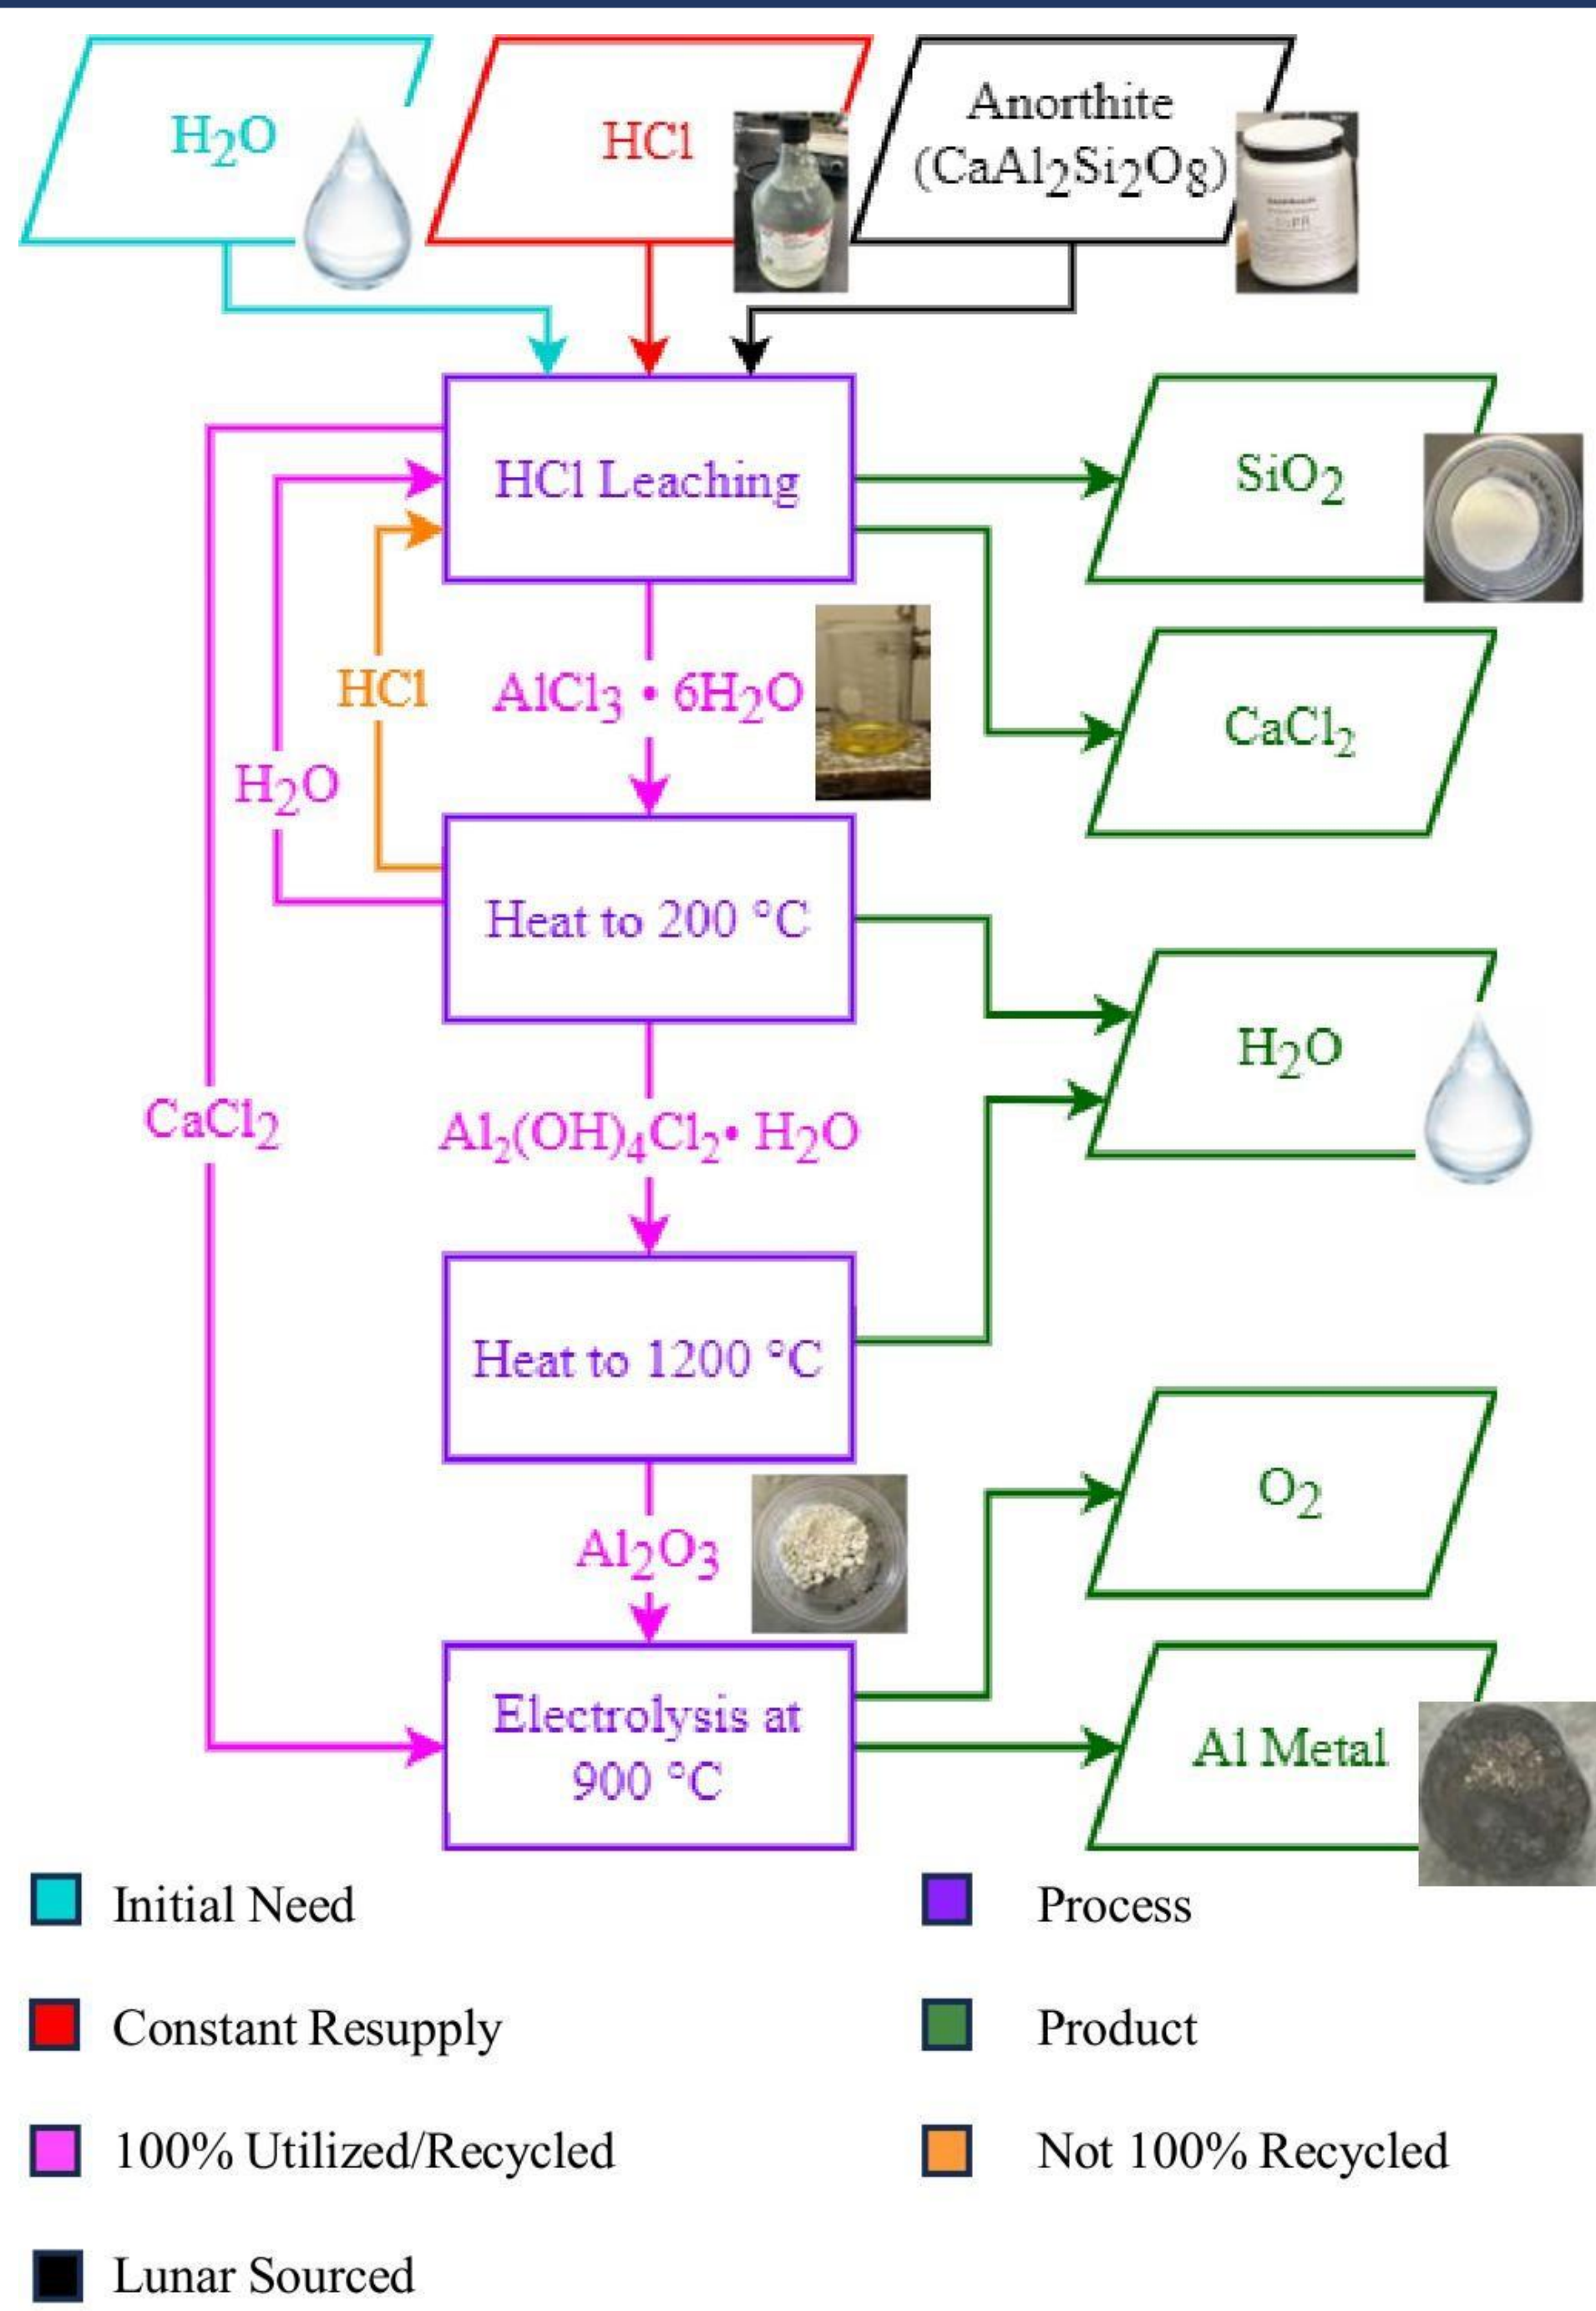 H2O
HCl
Anorthite
(CaAl2Si2O8)
HCl Leaching
SiO2
HCl
AlCl3 • 6H2O
CaCl2
H2O
Heat to 200 °C
H2O
CaCl2
Al2(OH)4Cl2• H2O
Heat to 1200 °C
O2
Al2O3
Electrolysis at
900 °C
Al Metal
Initial Need
Process
Constant Resupply
Product
100% Utilized/Recycled
Not 100% Recycled
Lunar Sourced